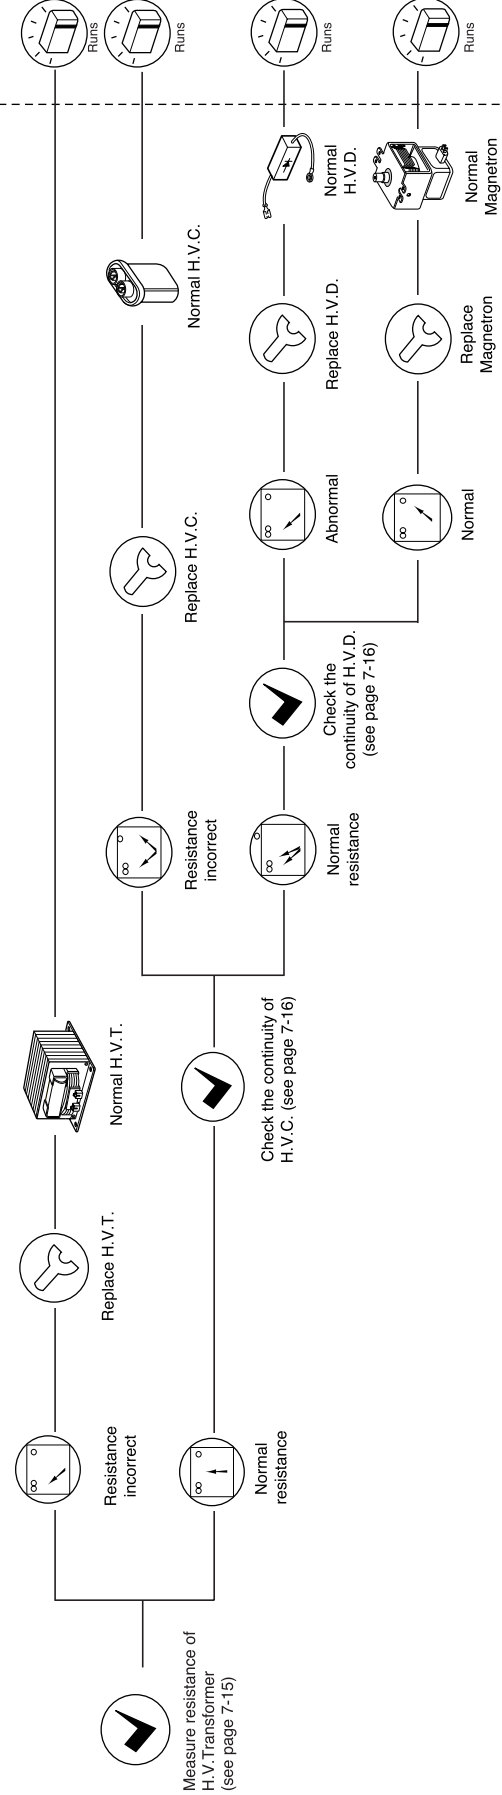 Measure resistance of
H.V.Transformer
(see page 7-15)
Resistance
incorrect
Replace H.V.T.
Normal H.V.T.
Runs
Normal
resistance
Check the continuity of
H.V.C. (see page 7-16)
Resistance
incorrect
Replace H.V.C.
Normal H.V.C.
Runs
Normal
resistance
Check the
continuity of H.V.D.
(see page 7-16)
Abnormal
Replace H.V.D.
Normal
H.V.D.
Runs
Normal
Replace
Magnetron
Normal
Magnetron
Runs